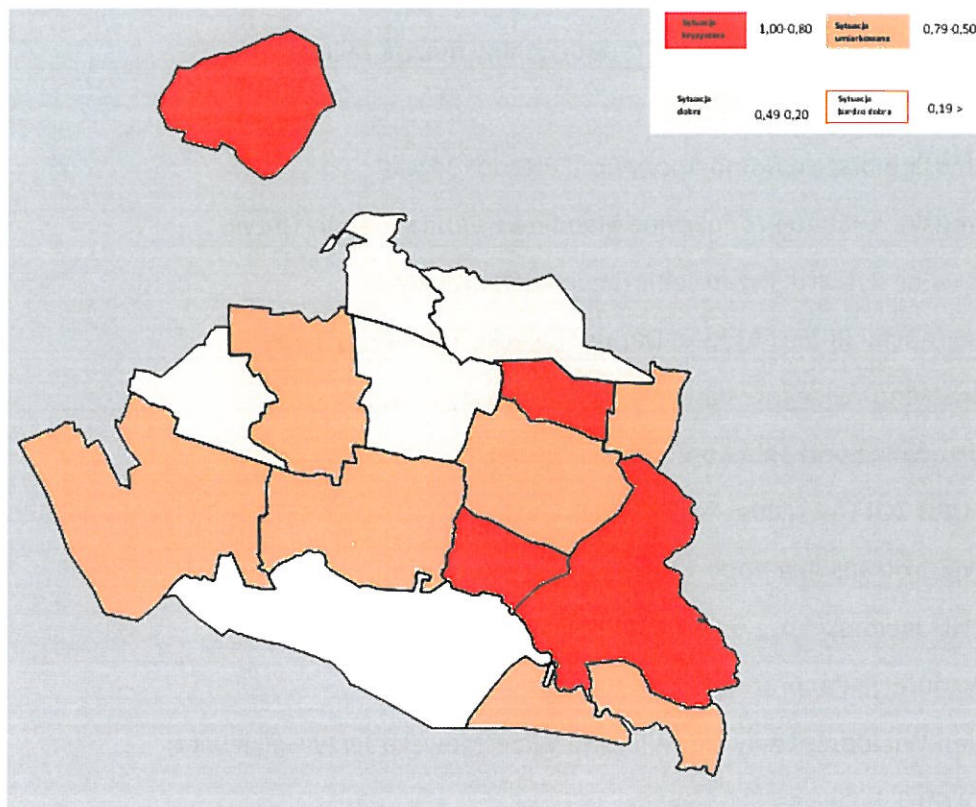 Sytuacja
kryzysowa
1,00-0,80
Sytuacja
umiarkowana
0,79-0,50
Sytuacja
dobra
0,49-0,20
Sytuacja
bardzo dobra
0,19 >